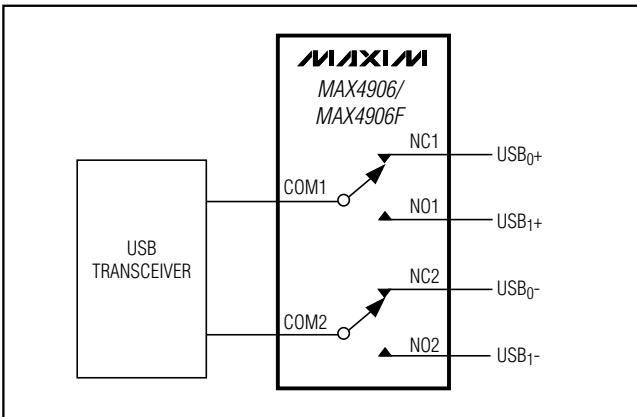 MAXIM
MAX4906/
MAX4906F
NC1
USB0+
COM1
NO1
USB1+
USB
TRANSCEIVER
NC2
USB0-
COM2
NO2
USB1-